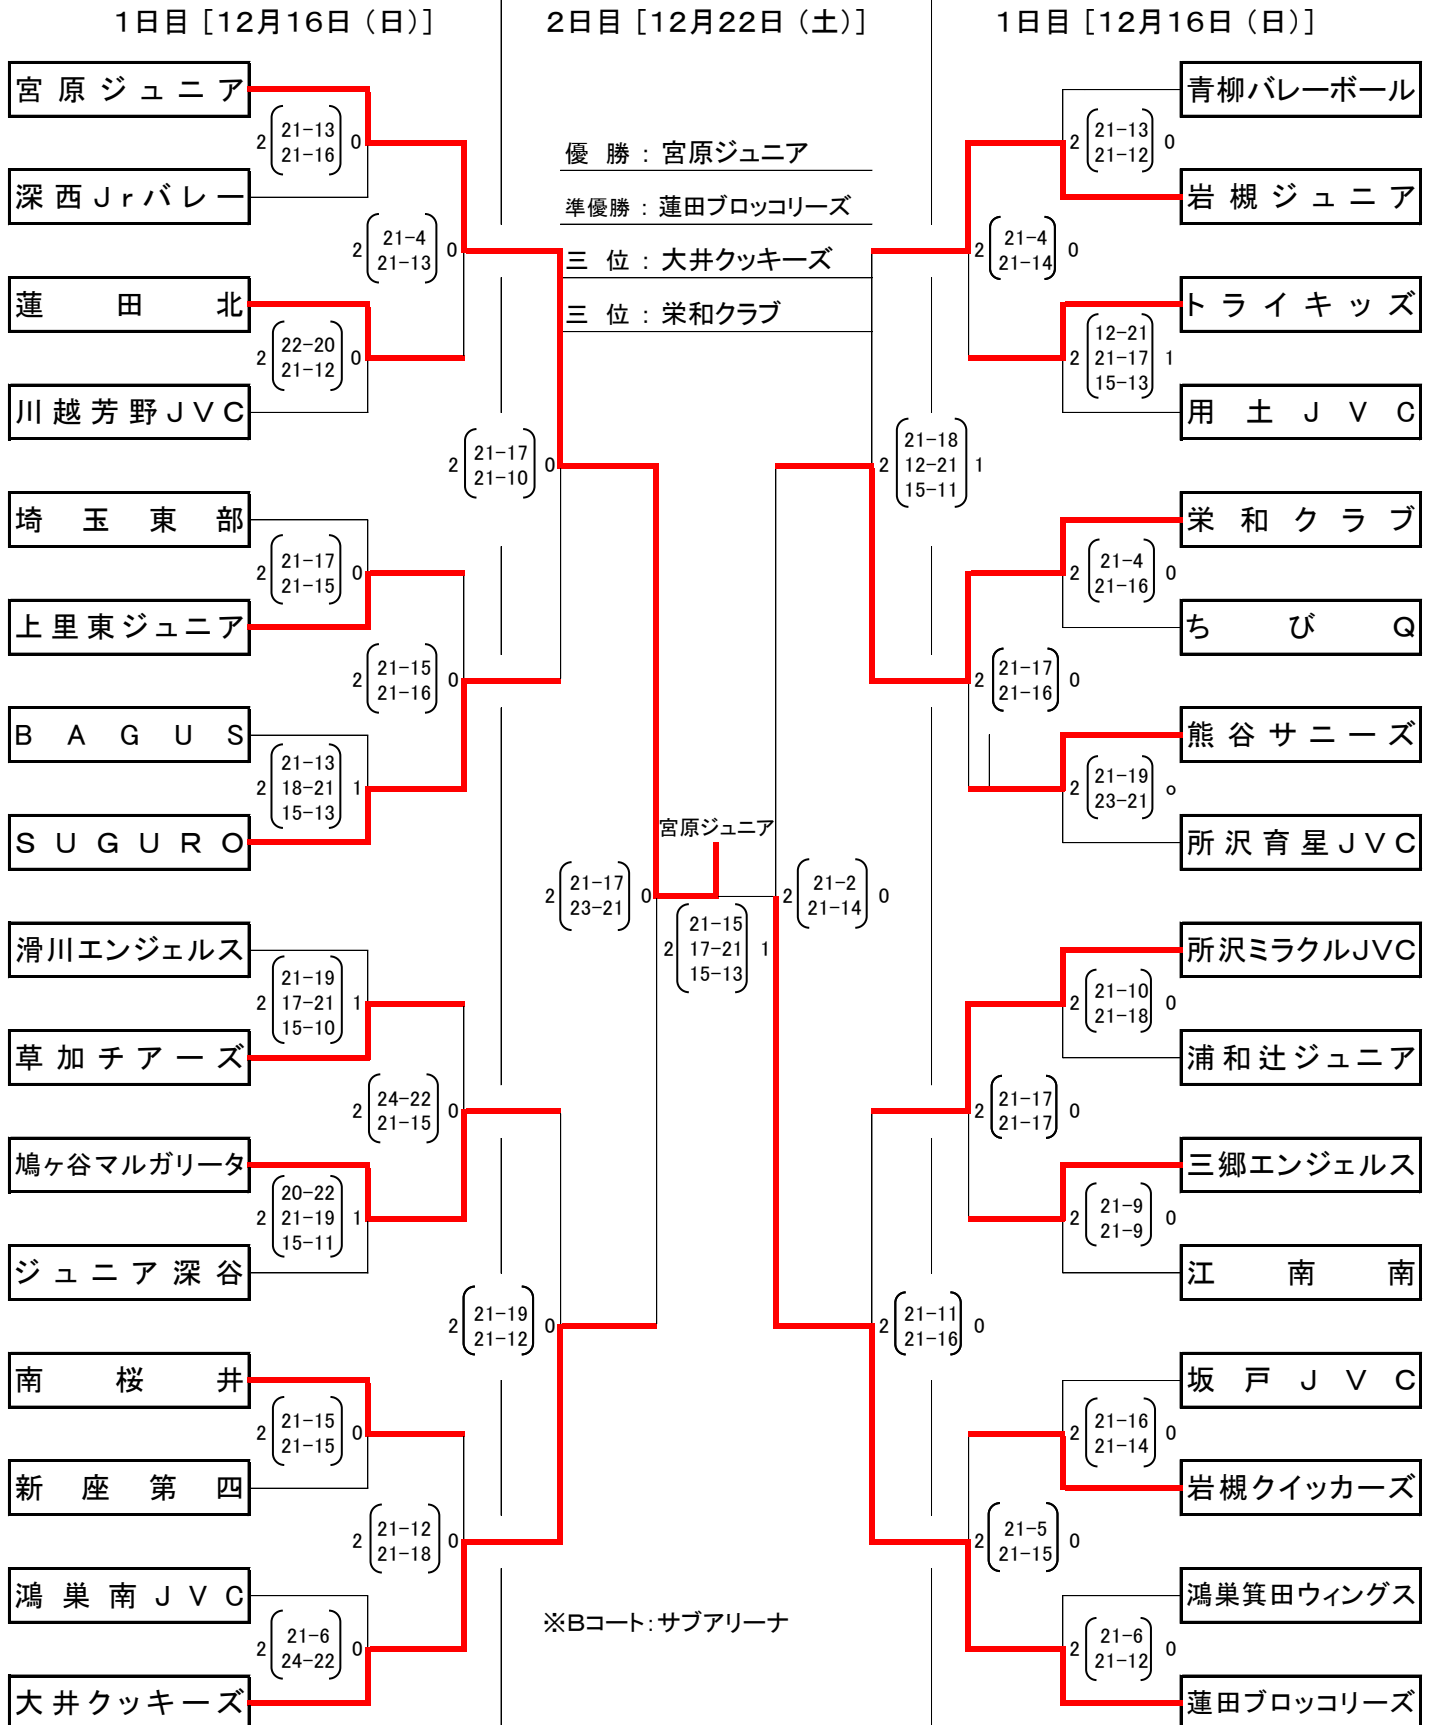 1日目［12月16日（日）］
2日目［12月22日（土）］
1日目［12月16日（日）］
優勝：宮原ジュニア
準優勝：蓮田ブロッコリーズ
三位：大井クッキーズ
三位：栄和クラブ
宮原ジュニア
2 21-13 0
21-16
深西Jrバレー
2 21-4 0
21-13
蓮田北
2 22-20 0
21-12
川越芳野JVC
2 21-17 0
21-10
埼玉東部
2 21-17 0
21-15
上里東ジュニア
2 21-15 0
21-16
BAGUS
21-13
2 18-21 1
15-13
SUGURO
2 21-17 0
23-21
滑川エンジェルス
21-19
2 17-21 1
15-10
草加チアーズ
2 24-22 0
21-15
鳩ヶ谷マルガリータ
20-22
2 21-19 1
15-11
ジュニア深谷
2 21-19 0
21-12
南桜井
2 21-15 0
21-15
新座第四
2 21-12 0
21-18
鴻巣南JVC
2 21-6 0
24-22
大井クッキーズ
宮原ジュニア
21-15
2 17-21 1
15-13
※Bコート：サブアリーナ
青柳バレーボール
2 21-13 0
21-12
岩槻ジュニア
2 21-4 0
21-14
トライキッズ
12-21
2 21-17 1
15-13
用土JVC
21-18
2 12-21 1
15-11
栄和クラブ
2 21-4 0
21-16
ちびQ
2 21-17 0
21-16
熊谷サニーズ
2 21-19 o
23-21
所沢育星JVC
2 21-2 0
21-14
所沢ミラクルJVC
2 21-10 0
21-18
浦和辻ジュニア
2 21-17 0
21-17
三郷エンジェルス
2 21-9 0
21-9
江南南
2 21-11 0
21-16
坂戸JVC
2 21-16 0
21-14
岩槻クイッカーズ
2 21-5 0
21-15
鴻巣箕田ウィングス
2 21-6 0
21-12
蓮田ブロッコリーズ